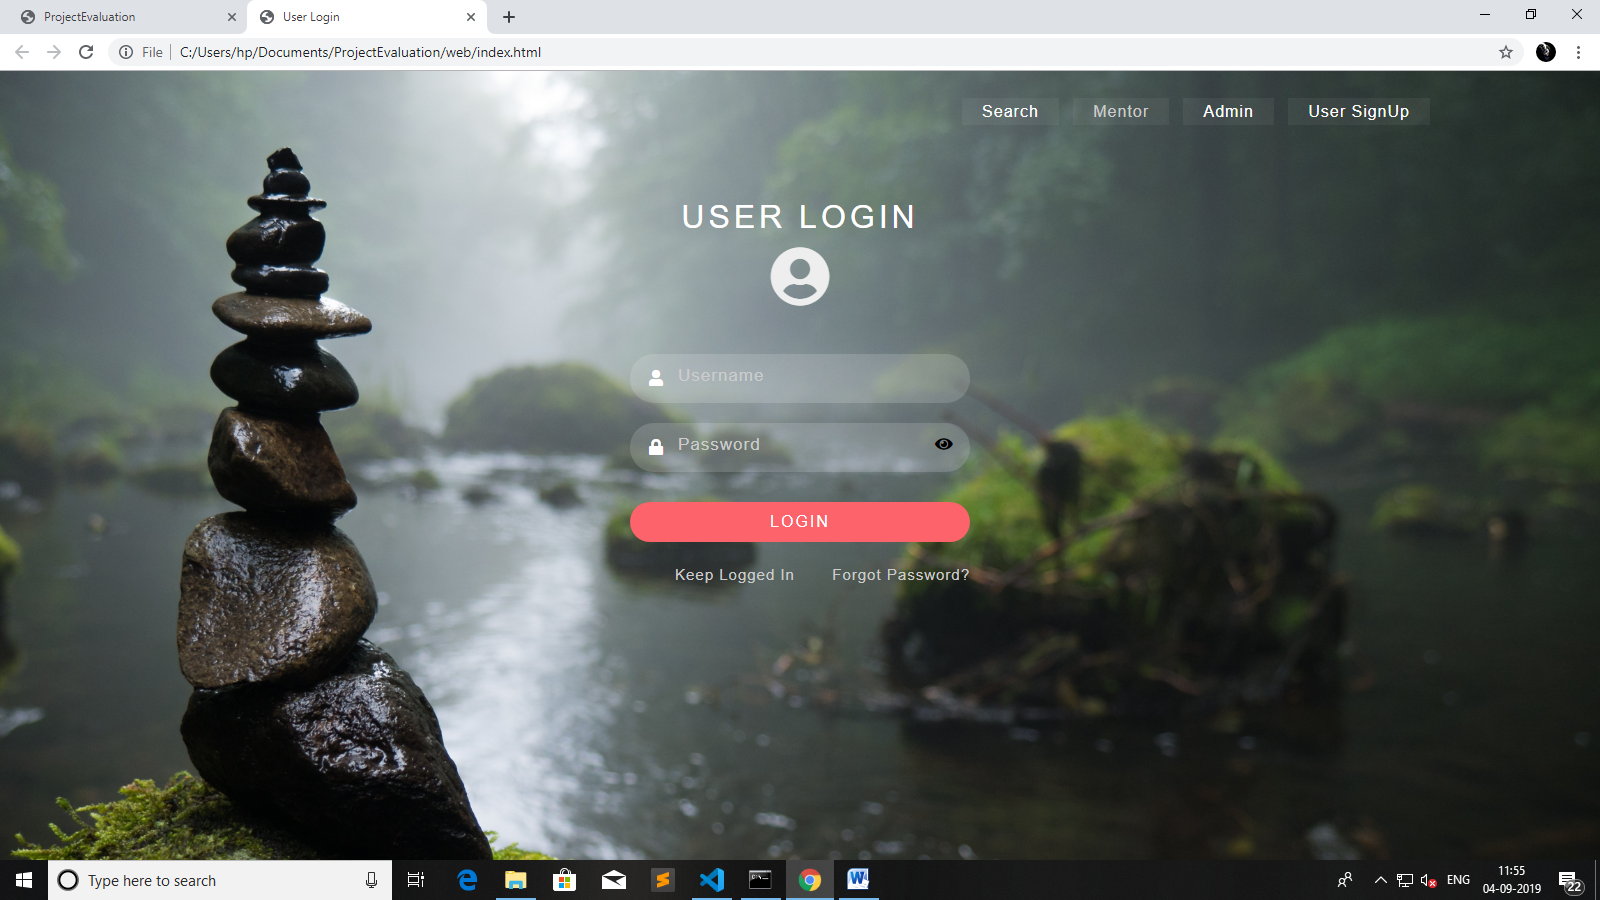 ProjectEvaluation
User Login
File
C:/Users/hp/Documents/ProjectEvaluation/web/index.html
Search
Mentor
Admin
User SignUp
USER LOGIN
Username
Password
LOGIN
Keep Logged In
Forgot Password?
Type here to search
ENG
11:55
04-09-2019
22